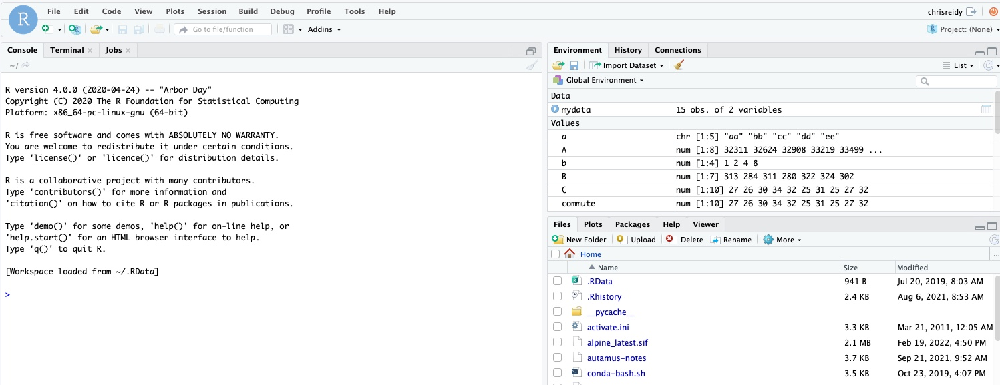 R
File Edit Code View Plots Session Build Debug Profile Tools Help
chrisreidy
Go to file/function
Addins
Project: (None)
Console Terminal Jobs
~/
R version 4.0.0 (2020-04-24) -- "Arbor Day"
Copyright (C) 2020 The R Foundation for Statistical Computing
Platform: x86_64-pc-linux-gnu (64-bit)
R is free software and comes with ABSOLUTELY NO WARRANTY.
You are welcome to redistribute it under certain conditions.
Type 'license()' or 'licence()' for distribution details.
R is a collaborative project with many contributors.
Type 'contributors()' for more information and
'citation()' on how to cite R or R packages in publications.
Type 'demo()' for some demos, 'help()' for on-line help, or
'help.start()' for an HTML browser interface to help.
Type 'q()' to quit R.
[Workspace loaded from ~/.RData]
>
Environment History Connections
Import Dataset
List
Global Environment
Data
mydata 15 obs. of 2 variables
Values
a chr [1:5] "aa" "bb" "cc" "dd" "ee"
A num [1:8] 32311 32624 32908 33219 33499 ...
b num [1:4] 1 2 4 8
B num [1:7] 313 284 311 280 322 324 302
C num [1:10] 27 26 30 34 32 25 31 25 27 32
commute num [1:10] 27 26 30 34 32 25 31 25 27 32
Files Plots Packages Help Viewer
New Folder Upload Delete Rename More
Home ...
Name Size Modified
.RData 941 B Jul 20, 2019, 8:03 AM
.Rhistory 2.4 KB Aug 6, 2021, 8:53 AM
__pycache__
activate.ini 3.3 KB Mar 21, 2011, 12:05 AM
alpine_latest.sif 2.1 MB Feb 19, 2022, 4:50 PM
autamus-notes 3.7 KB Sep 21, 2021, 9:52 AM
conda-bash.sh 3.5 KB Oct 23, 2019, 4:07 PM